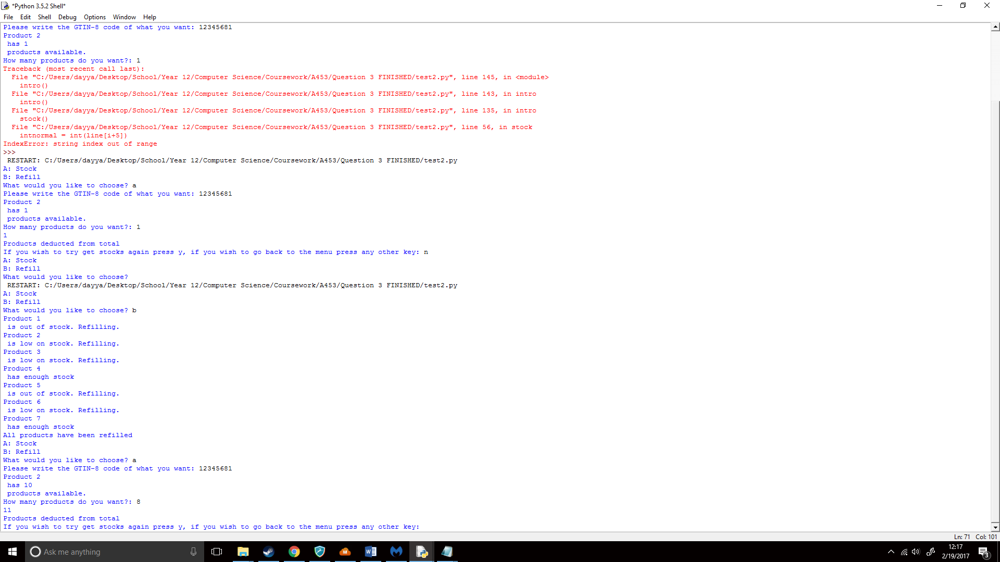 *Python 3.5.2 Shell*
File Edit Shell Debug Options Window Help
Please write the GTIN-8 code of what you want: 12345681
Product 2
 has 1
 products available.
How many products do you want?: 1
Traceback (most recent call last):
  File "C:/Users/dayya/Desktop/School/Year 12/Computer Science/Coursework/A453/Question 3 FINISHED/test2.py", line 145, in <module>
    intro()
  File "C:/Users/dayya/Desktop/School/Year 12/Computer Science/Coursework/A453/Question 3 FINISHED/test2.py", line 143, in intro
    intro()
  File "C:/Users/dayya/Desktop/School/Year 12/Computer Science/Coursework/A453/Question 3 FINISHED/test2.py", line 135, in intro
    stock()
  File "C:/Users/dayya/Desktop/School/Year 12/Computer Science/Coursework/A453/Question 3 FINISHED/test2.py", line 56, in stock
    intnormal = int(line[i+5])
IndexError: string index out of range
>>>
 RESTART: C:/Users/dayya/Desktop/School/Year 12/Computer Science/Coursework/A453/Question 3 FINISHED/test2.py
A: Stock
B: Refill
What would you like to choose? a
Please write the GTIN-8 code of what you want: 12345681
Product 2
 has 1
 products available.
How many products do you want?: 1
1
Products deducted from total
If you wish to try get stocks again press y, if you wish to go back to the menu press any other key: n
A: Stock
B: Refill
What would you like to choose?
 RESTART: C:/Users/dayya/Desktop/School/Year 12/Computer Science/Coursework/A453/Question 3 FINISHED/test2.py
A: Stock
B: Refill
What would you like to choose? b
Product 1
 is out of stock. Refilling.
Product 2
 is low on stock. Refilling.
Product 3
 is low on stock. Refilling.
Product 4
 has enough stock
Product 5
 is out of stock. Refilling.
Product 6
 is low on stock. Refilling.
Product 7
 has enough stock
All products have been refilled
A: Stock
B: Refill
What would you like to choose? a
Please write the GTIN-8 code of what you want: 12345681
Product 2
 has 10
 products available.
How many products do you want?: 8
11
Products deducted from total
If you wish to try get stocks again press y, if you wish to go back to the menu press any other key:
Ln: 71 Col: 101
Ask me anything
12:17
2/19/2017
3